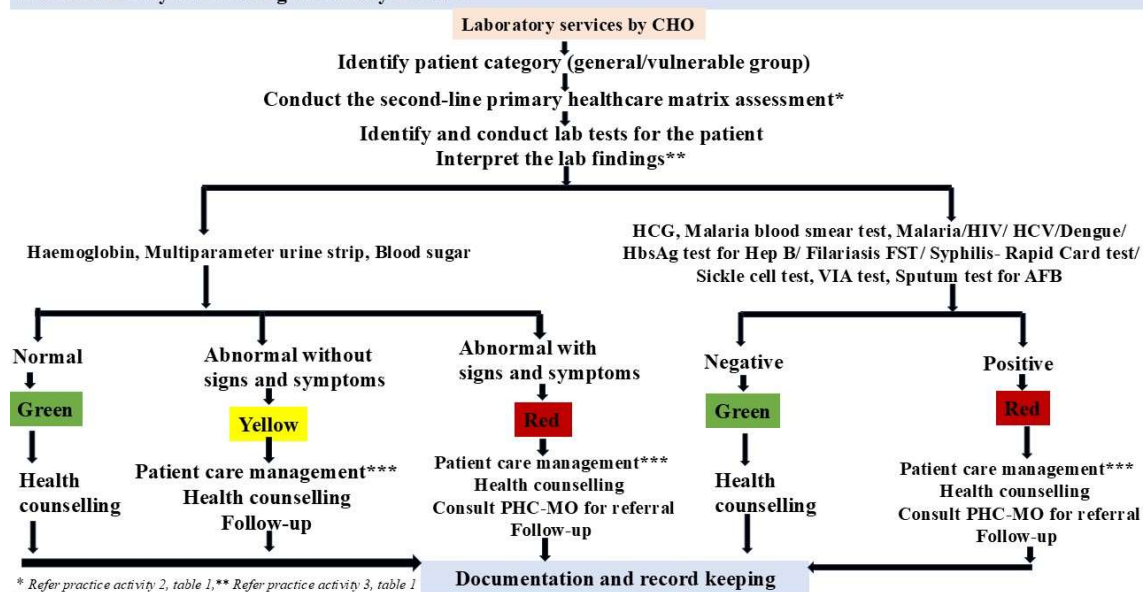 Laboratory services by CHO
Identify patient category (general/vulnerable group)
Conduct the second-line primary healthcare matrix assessment*
Identify and conduct lab tests for the patient
Interpret the lab findings**
Haemoglobin, Multiparameter urine strip, Blood sugar
HCG, Malaria blood smear test, Malaria/HIV/ HCV/Dengue/
HbsAg test for Hep B/ Filariasis FST/ Syphilis- Rapid Card test/
Sickle cell test, VIA test, Sputum test for AFB
Normal
Green
Health
counselling
Abnormal without
signs and symptoms
Yellow
Patient care management***
Health counselling
Follow-up
Abnormal with
signs and symptoms
Red
Patient care management***
Health counselling
Consult PHC-MO for referral
Follow-up
Negative
Green
Health
counselling
Positive
Red
Patient care management***
Health counselling
Consult PHC-MO for referral
Follow-up
Documentation and record keeping
* Refer practice activity 2, table 1,** Refer practice activity 3, table 1